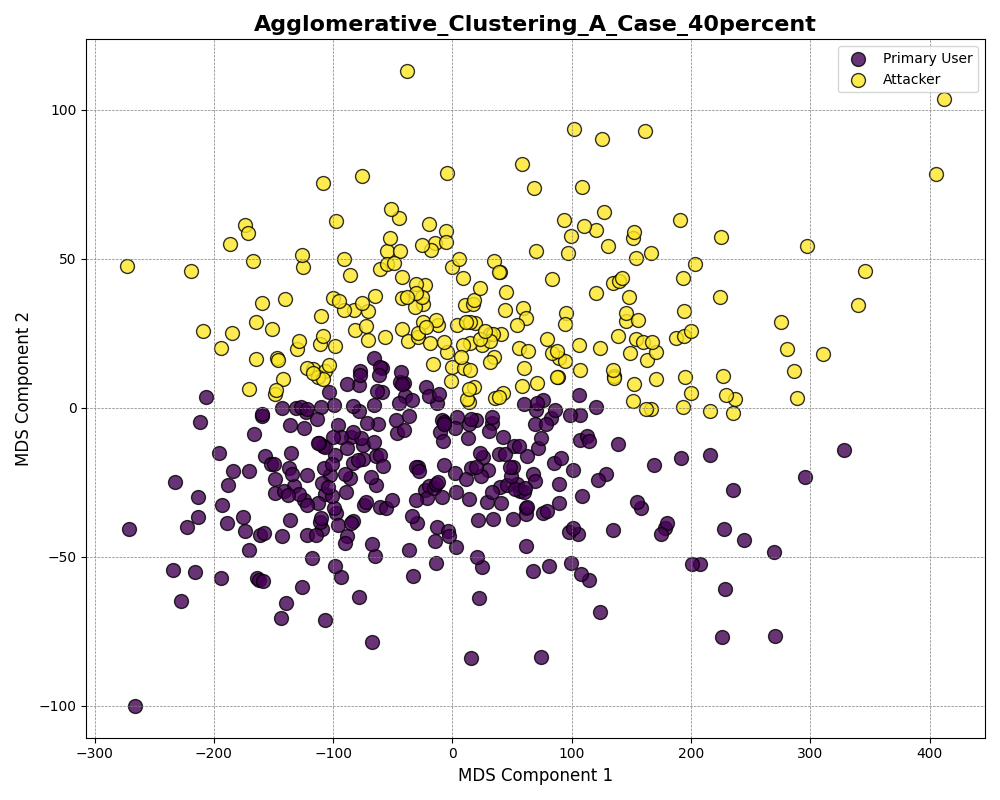 Agglomerative_Clustering_A_Case_40percent
Primary User
Attacker
100
50
0
−50
−100
MDS Component 2
−300
−200
−100
0
100
200
300
400
MDS Component 1